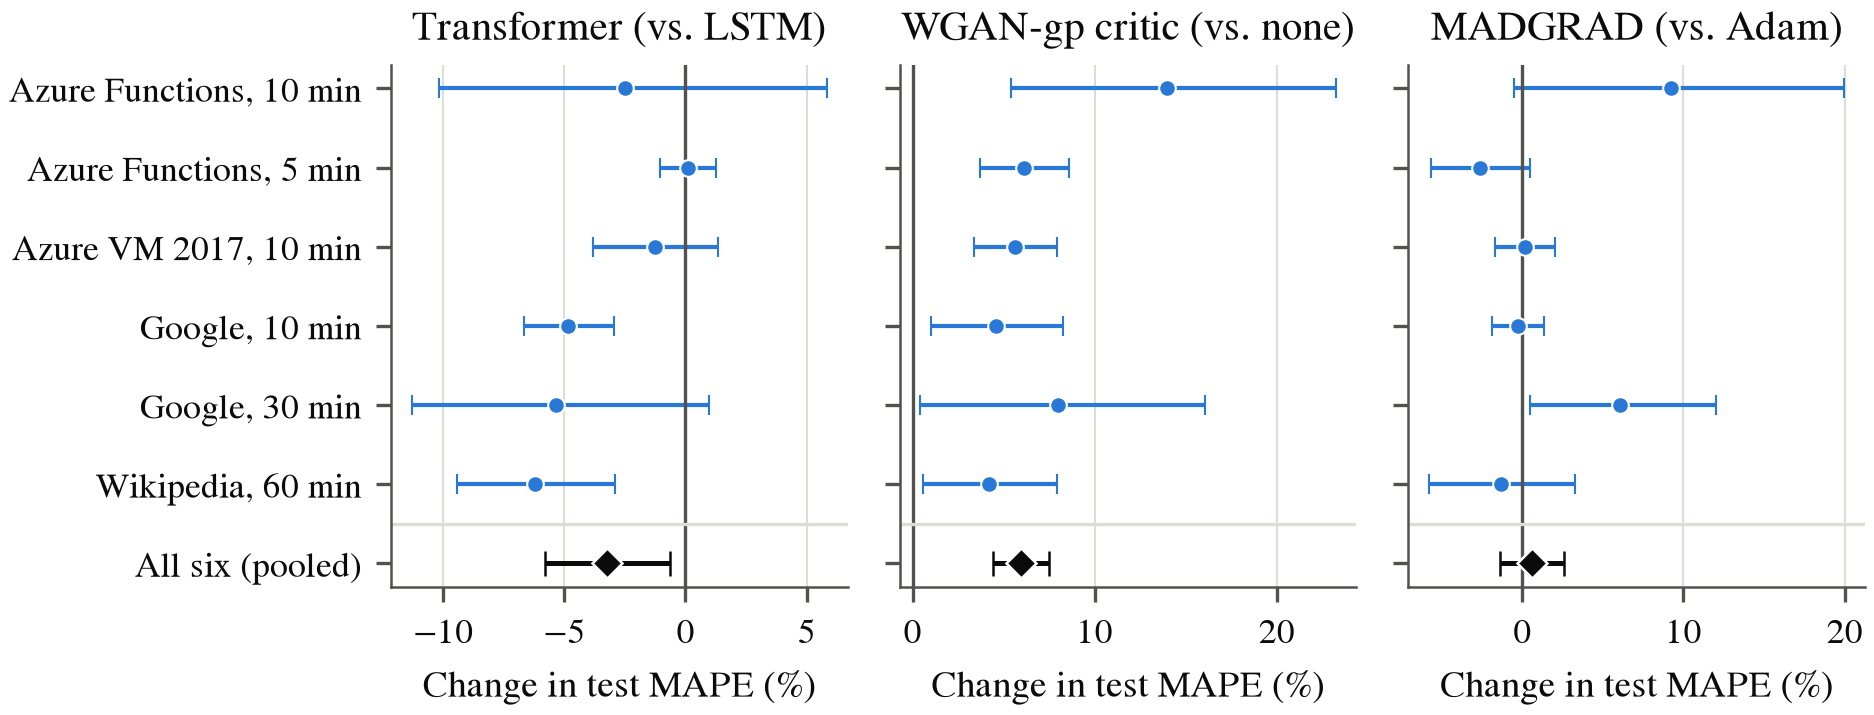 Transformer (vs. LSTM)
WGAN-gp critic (vs. none)
MADGRAD (vs. Adam)
Azure Functions, 10 min
Azure Functions, 5 min
Azure VM 2017, 10 min
Google, 10 min
Google, 30 min
Wikipedia, 60 min
All six (pooled)
−10 −5 0 5
0 10 20
0 10 20
Change in test MAPE (%)
Change in test MAPE (%)
Change in test MAPE (%)